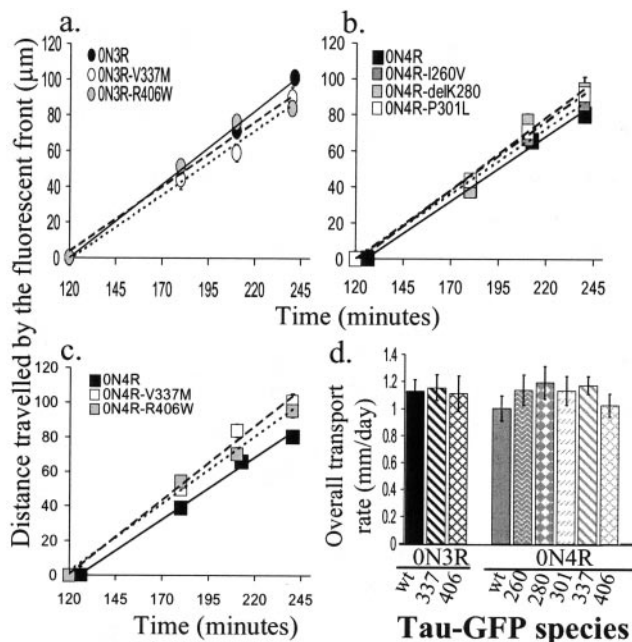 a.
0N3R
0N3R-V337M
0N3R-R406W
120
100
80
60
40
20
0
120 145 170 195 220 245
b.
0N4R
0N4R-I260V
0N4R-delK280
0N4R-P301L
120
100
80
60
40
20
0
120 145 170 195 220 245
Time (minutes)
Distance travelled by the fluorescent front (μm)
c.
0N4R
0N4R-V337M
0N4R-R406W
120
100
80
60
40
20
0
120 145 170 195 220 245
Time (minutes)
d.
Overall transport
rate (mm/day)
1.4
1.2
1
0.8
0.6
0.4
0.2
0
0N3R 0N4R
wt 337 406 wt 260 280 301 337 406
Tau-GFP species